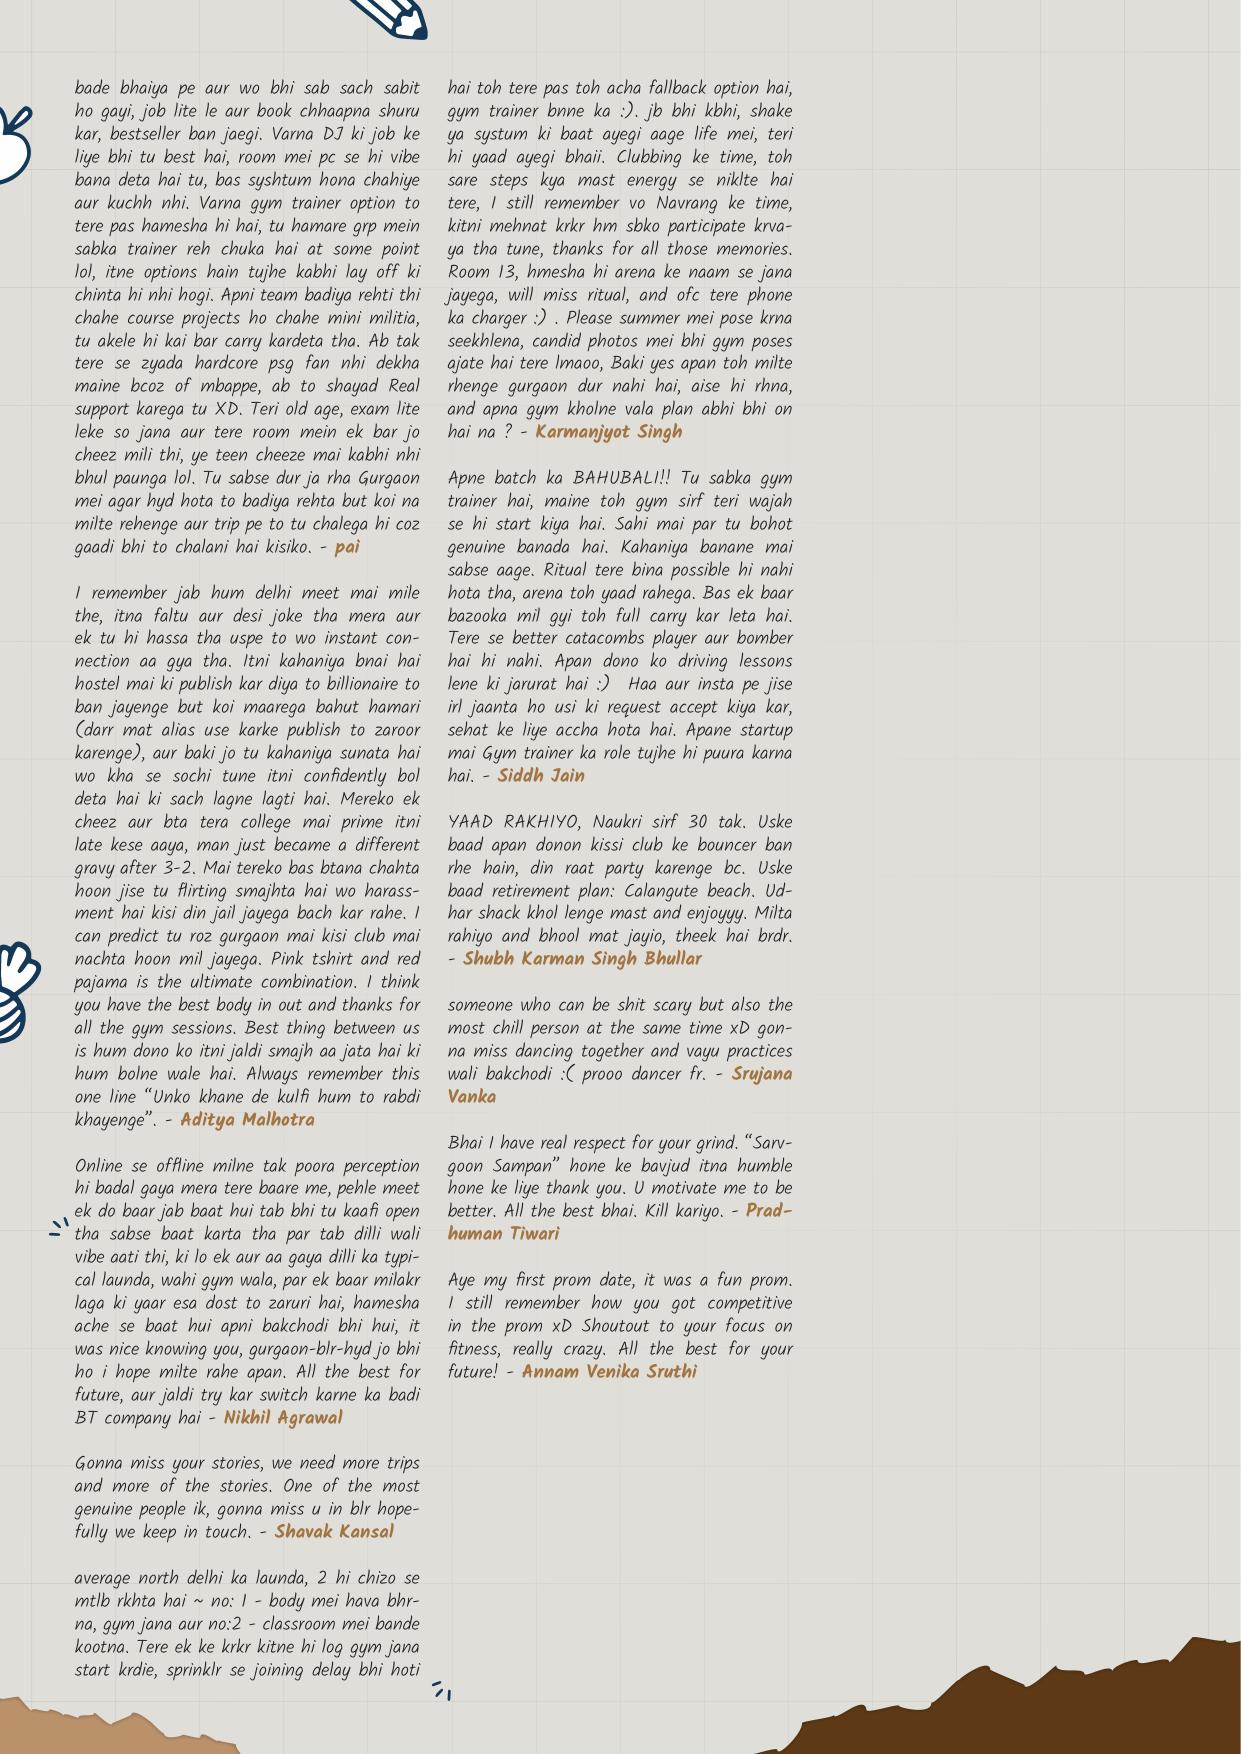 bade bhaiya pe aur wo bhi sab sach sabit
ho gayi, job lite le aur book chhaapna shuru
kar, bestseller ban jaegi. Varna DJ ki job ke
liye bhi tu best hai, room mei pc se hi vibe
bana deta hai tu, bas syshtum hona chahiye
aur kuchh nhi. Varna gym trainer option to
tere pas hamesha hi hai, tu hamare grp mein
sabka trainer reh chuka hai at some point
lol, itne options hain tujhe kabhi lay off ki
chinta hi nhi hogi. Apni team badiya rehti thi
chahe course projects ho chahe mini militia,
tu akele hi kai bar carry kardeta tha. Ab tak
tere se zyada hardcore psg fan nhi dekha
maine bcoz of mbappe, ab to shayad Real
support karega tu XD. Teri old age, exam lite
leke so jana aur tere room mein ek bar jo
cheez mili thi, ye teen cheeze mai kabhi nhi
bhul paunga lol. Tu sabse dur ja rha Gurgaon
mei agar hyd hota to badiya rehta but koi na
milte rehenge aur trip pe to tu chalega hi coz
gaadi bhi to chalani hai kisiko. - pai
I remember jab hum delhi meet mai mile
the, itna faltu aur desi joke tha mera aur
ek tu hi hassa tha uspe to wo instant con-
nection aa gya tha. Itni kahaniya bnai hai
hostel mai ki publish kar diya to billionaire to
ban jayenge but koi maarega bahut hamari
(darr mat alias use karke publish to zaroor
karenge), aur baki jo tu kahaniya sunata hai
wo kha se sochi tune itni confidently bol
deta hai ki sach lagne lagti hai. Mereko ek
cheez aur bta tera college mai prime itni
late kese aaya, man just became a different
gravy after 3-2. Mai tereko bas btana chahta
hoon jise tu flirting smajhta hai wo harass-
ment hai kisi din jail jayega bach kar rahe. I
can predict tu roz gurgaon mai kisi club mai
nachta hoon mil jayega. Pink tshirt and red
pajama is the ultimate combination. I think
you have the best body in out and thanks for
all the gym sessions. Best thing between us
is hum dono ko itni jaldi smajh aa jata hai ki
hum bolne wale hai. Always remember this
one line “Unko khane de kulfi hum to rabdi
khayenge”. - Aditya Malhotra
Online se offline milne tak poora perception
hi badal gaya mera tere baare me, pehle meet
ek do baar jab baat hui tab bhi tu kaafi open
tha sabse baat karta tha par tab dilli wali
vibe aati thi, ki lo ek aur aa gaya dilli ka typi-
cal launda, wahi gym wala, par ek baar milakr
laga ki yaar esa dost to zaruri hai, hamesha
ache se baat hui apni bakchodi bhi hui, it
was nice knowing you, gurgaon-blr-hyd jo bhi
ho i hope milte rahe apan. All the best for
future, aur jaldi try kar switch karne ka badi
BT company hai - Nikhil Agrawal
Gonna miss your stories, we need more trips
and more of the stories. One of the most
genuine people ik, gonna miss u in blr hope-
fully we keep in touch. - Shavak Kansal
average north delhi ka launda, 2 hi chizo se
mtlb rkhta hai ~ no: 1 - body mei hava bhr-
na, gym jana aur no:2 - classroom mei bande
kootna. Tere ek ke krkr kitne hi log gym jana
start krdie, sprinklr se joining delay bhi hoti
hai toh tere pas toh acha fallback option hai,
gym trainer bnne ka :). jb bhi kbhi, shake
ya systum ki baat ayegi aage life mei, teri
hi yaad ayegi bhaii. Clubbing ke time, toh
sare steps kya mast energy se niklte hai
tere, I still remember vo Navrang ke time,
kitni mehnat krkr hm sbko participate krva-
ya tha tune, thanks for all those memories.
Room 13, hmesha hi arena ke naam se jana
jayega, will miss ritual, and ofc tere phone
ka charger :) . Please summer mei pose krna
seekhlena, candid photos mei bhi gym poses
ajate hai tere lmaoo, Baki yes apan toh milte
rhenge gurgaon dur nahi hai, aise hi rhna,
and apna gym kholne vala plan abhi bhi on
hai na ? - Karmanjyot Singh
Apne batch ka BAHUBALI!! Tu sabka gym
trainer hai, maine toh gym sirf teri wajah
se hi start kiya hai. Sahi mai par tu bohot
genuine banada hai. Kahaniya banane mai
sabse aage. Ritual tere bina possible hi nahi
hota tha, arena toh yaad rahega. Bas ek baar
bazooka mil gyi toh full carry kar leta hai.
Tere se better catacombs player aur bomber
hai hi nahi. Apan dono ko driving lessons
lene ki jarurat hai :) Haa aur insta pe jise
irl jaanta ho usi ki request accept kiya kar,
sehat ke liye accha hota hai. Apane startup
mai Gym trainer ka role tujhe hi puura karna
hai. - Siddh Jain
YAAD RAKHIYO, Naukri sirf 30 tak. Uske
baad apan donon kissi club ke bouncer ban
rhe hain, din raat party karenge bc. Uske
baad retirement plan: Calangute beach. Ud-
har shack khol lenge mast and enjoyyy. Milta
rahiyo and bhool mat jayio, theek hai brdr.
- Shubh Karman Singh Bhullar
someone who can be shit scary but also the
most chill person at the same time xD gon-
na miss dancing together and vayu practices
wali bakchodi :( prooo dancer fr. - Srujana
Vanka
Bhai I have real respect for your grind. “Sarv-
goon Sampan” hone ke bavjud itna humble
hone ke liye thank you. U motivate me to be
better. All the best bhai. Kill kariyo. - Prad-
human Tiwari
Aye my first prom date, it was a fun prom.
I still remember how you got competitive
in the prom xD Shoutout to your focus on
fitness, really crazy. All the best for your
future! - Annam Venika Sruthi